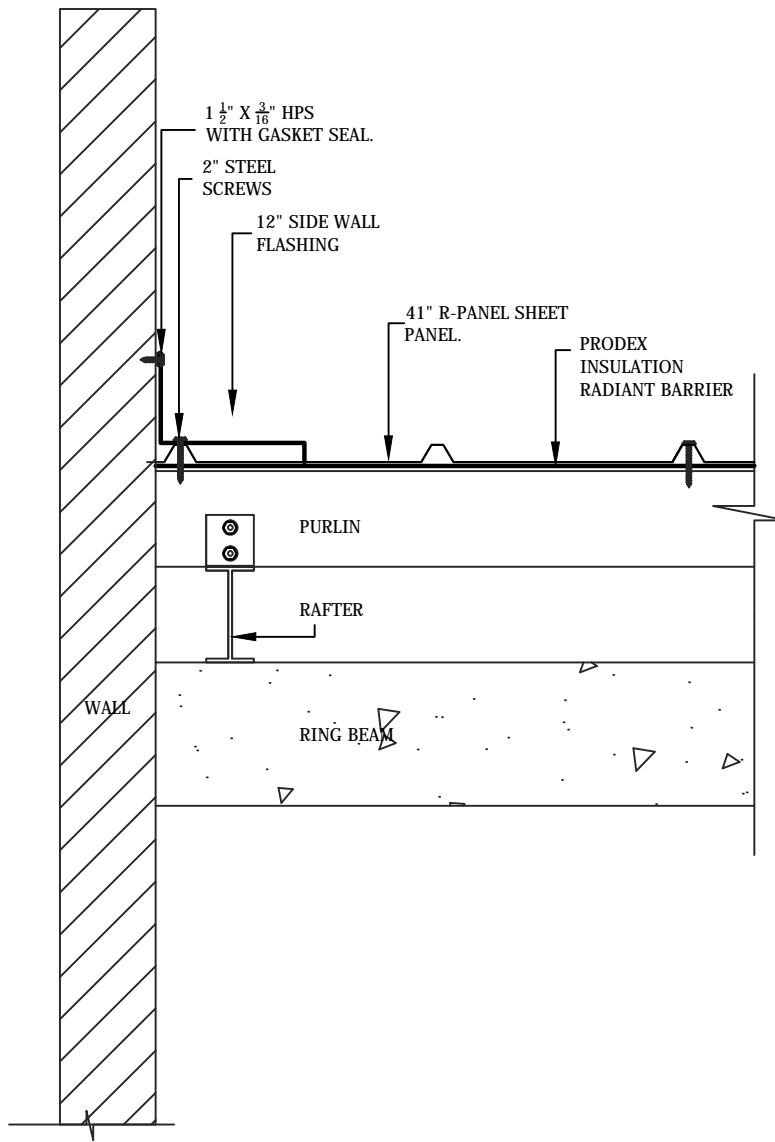 1 1/2" X 3/16" HPS
WITH GASKET SEAL.
2" STEEL
SCREWS
12" SIDE WALL
FLASHING
41" R-PANEL SHEET
PANEL.
PRODEX
INSULATION
RADIANT BARRIER
PURLIN
RAFTER
WALL
RING BEAM